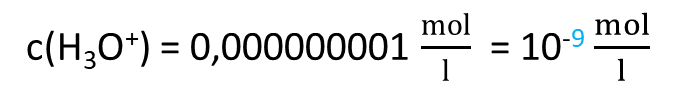 c(H₃O⁺) = 0,000000001 mol/l = 10⁻⁹ mol/l